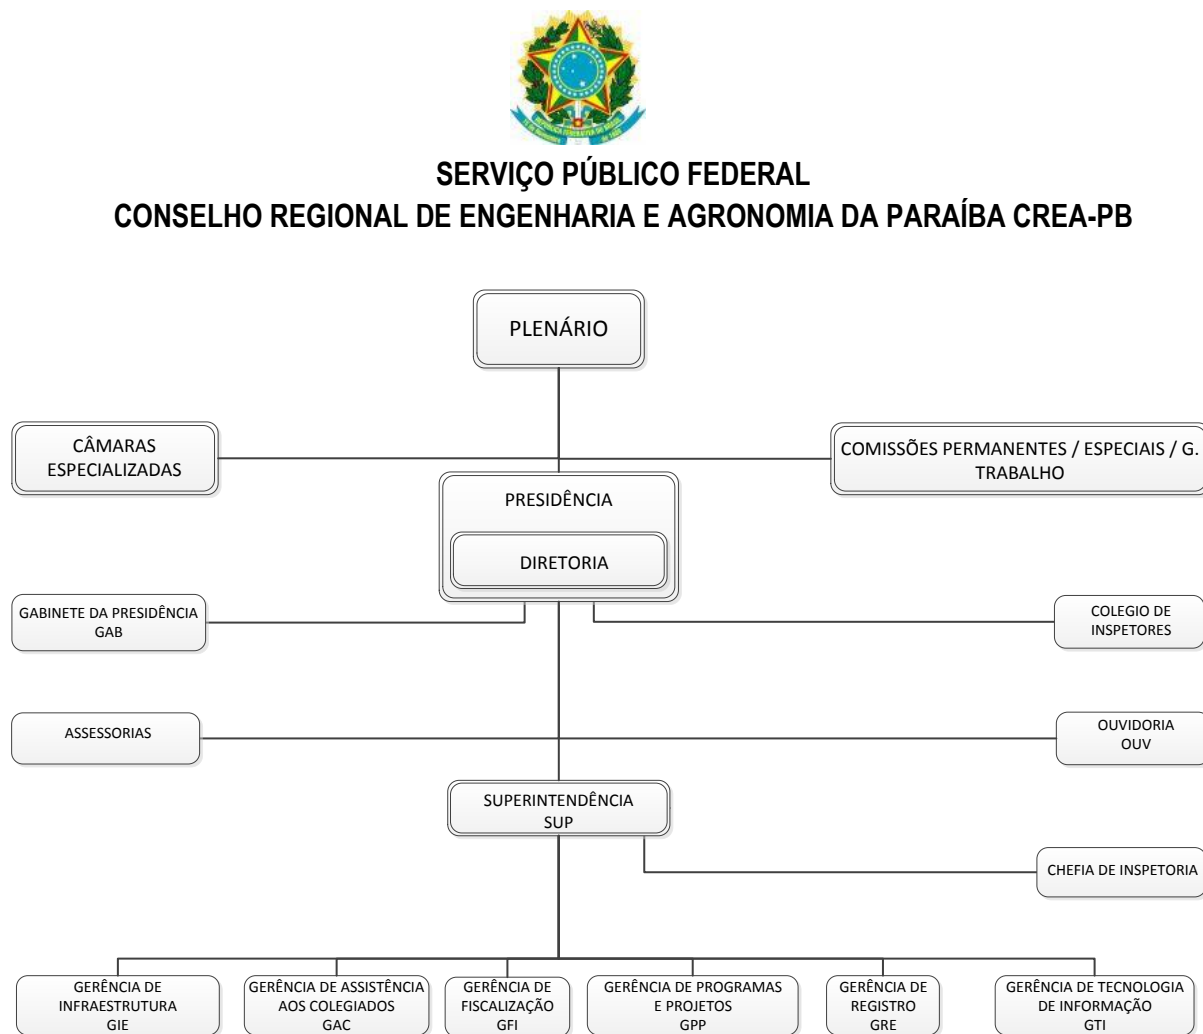 SERVIÇO PÚBLICO FEDERAL
CONSELHO REGIONAL DE ENGENHARIA E AGRONOMIA DA PARAÍBA CREA-PB
PLENÁRIO
CÂMARAS
ESPECIALIZADAS
COMISSÕES PERMANENTES / ESPECIAIS / G.
TRABALHO
PRESIDÊNCIA
DIRETORIA
GABINETE DA PRESIDÊNCIA
GAB
COLEGIO DE
INSPETORES
ASSESSORIAS
OUVIDORIA
OUV
SUPERINTENDÊNCIA
SUP
CHEFIA DE INSPETORIA
GERÊNCIA DE
INFRAESTRUTURA
GIE
GERÊNCIA DE ASSISTÊNCIA
AOS COLEGIADOS
GAC
GERÊNCIA DE
FISCALIZAÇÃO
GFI
GERÊNCIA DE PROGRAMAS
E PROJETOS
GPP
GERÊNCIA DE
REGISTRO
GRE
GERÊNCIA DE TECNOLOGIA
DE INFORMAÇÃO
GTI